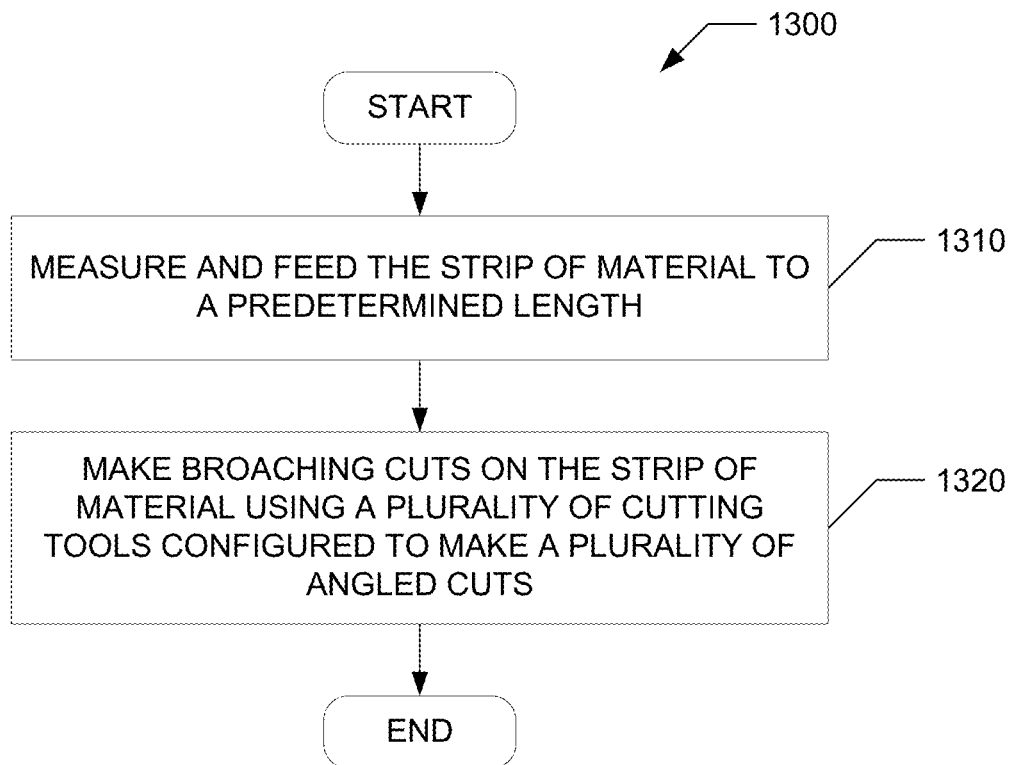 1300
START
MEASURE AND FEED THE STRIP OF MATERIAL TO
A PREDETERMINED LENGTH
1310
MAKE BROACHING CUTS ON THE STRIP OF
MATERIAL USING A PLURALITY OF CUTTING
TOOLS CONFIGURED TO MAKE A PLURALITY OF
ANGLED CUTS
1320
END